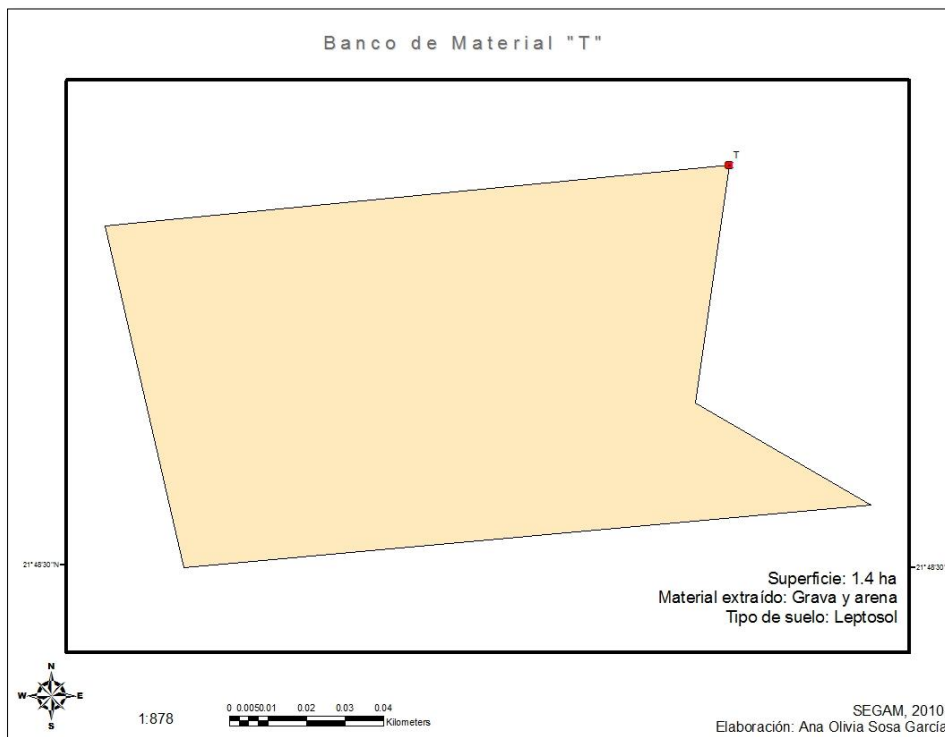 Banco de Material "T"
T
21°48'30"N
21°48'30"
Superficie: 1.4 ha
Material extraído: Grava y arena
Tipo de suelo: Leptosol
N
W
E
S
1:878
0 0.0050.01 0.02 0.03 0.04
Kilometers
SEGAM, 2010
Elaboración: Ana Olivia Sosa García